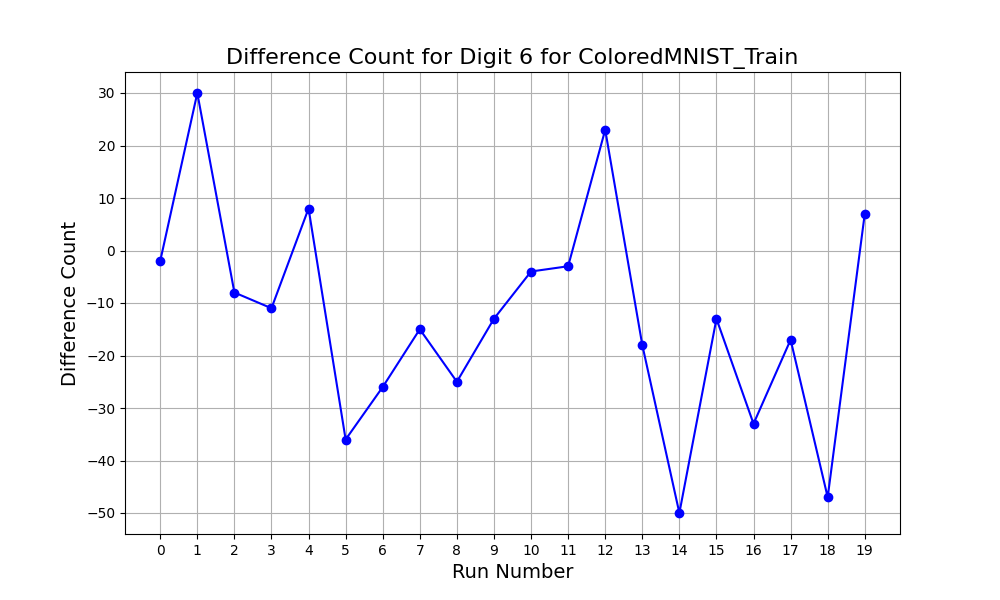 Difference Count for Digit 6 for ColoredMNIST_Train
Difference Count
30
20
10
0
−10
−20
−30
−40
−50
0 1 2 3 4 5 6 7 8 9 10 11 12 13 14 15 16 17 18 19
Run Number